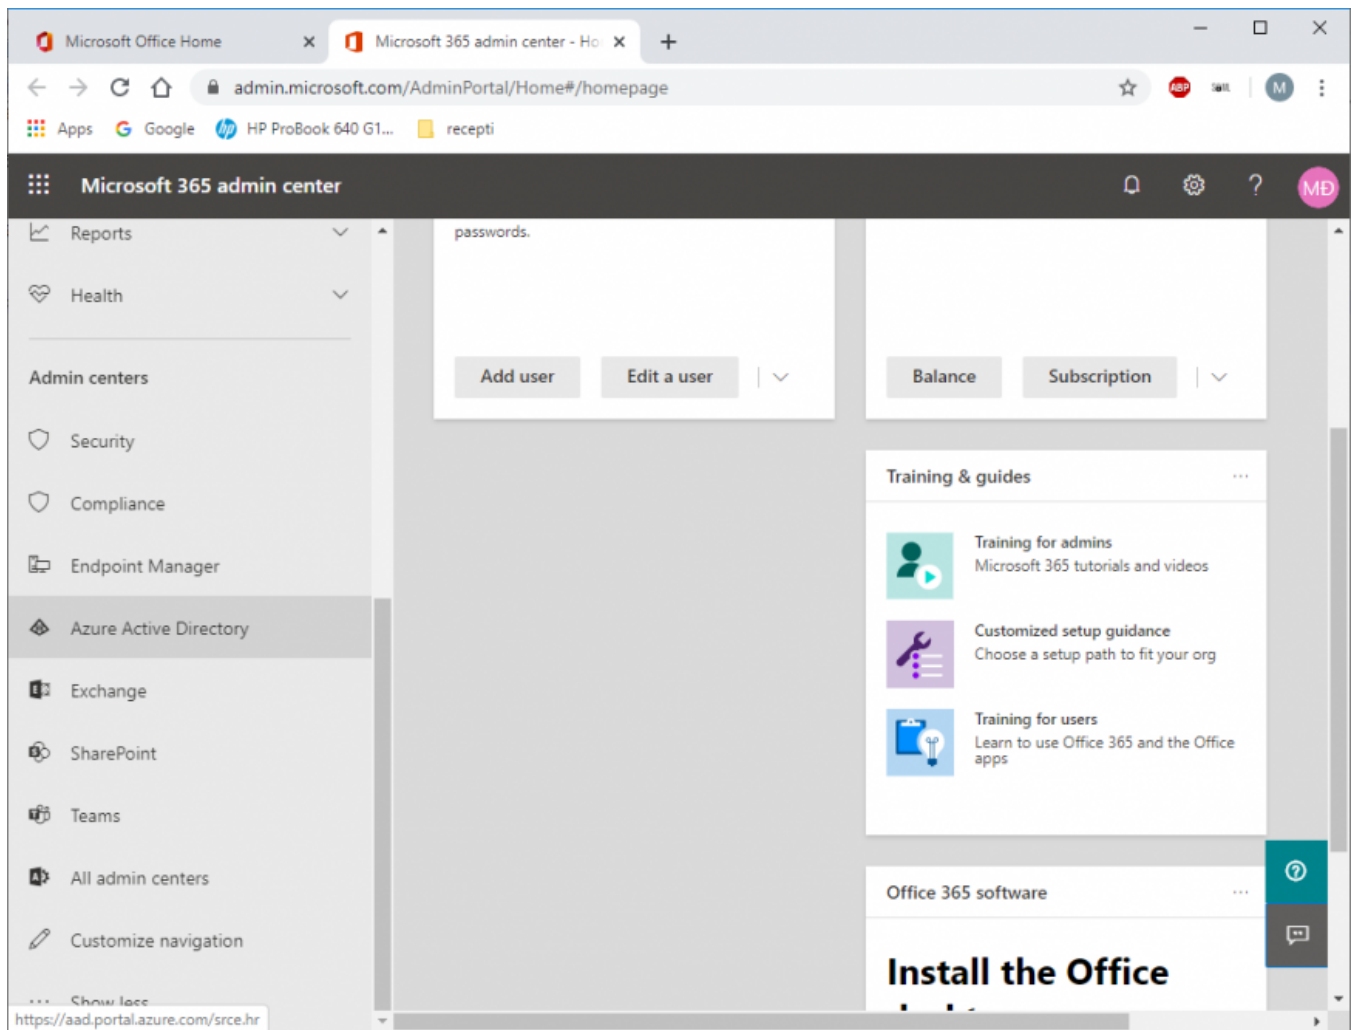 Microsoft Office Home
Microsoft 365 admin center - Ho
admin.microsoft.com/AdminPortal/Home#/homepage
ABP
M
Apps
Google
hp
HP ProBook 640 G1...
recepti
Microsoft 365 admin center
?
MĐ
Reports
Health
Admin centers
Security
Compliance
Endpoint Manager
Azure Active Directory
Exchange
SharePoint
Teams
All admin centers
Customize navigation
Show less
https://aad.portal.azure.com/srce.hr
passwords.
Add user
Edit a user
Balance
Subscription
Training & guides
Training for admins
Microsoft 365 tutorials and videos
Customized setup guidance
Choose a setup path to fit your org
Training for users
Learn to use Office 365 and the Office
apps
Office 365 software
Install the Office